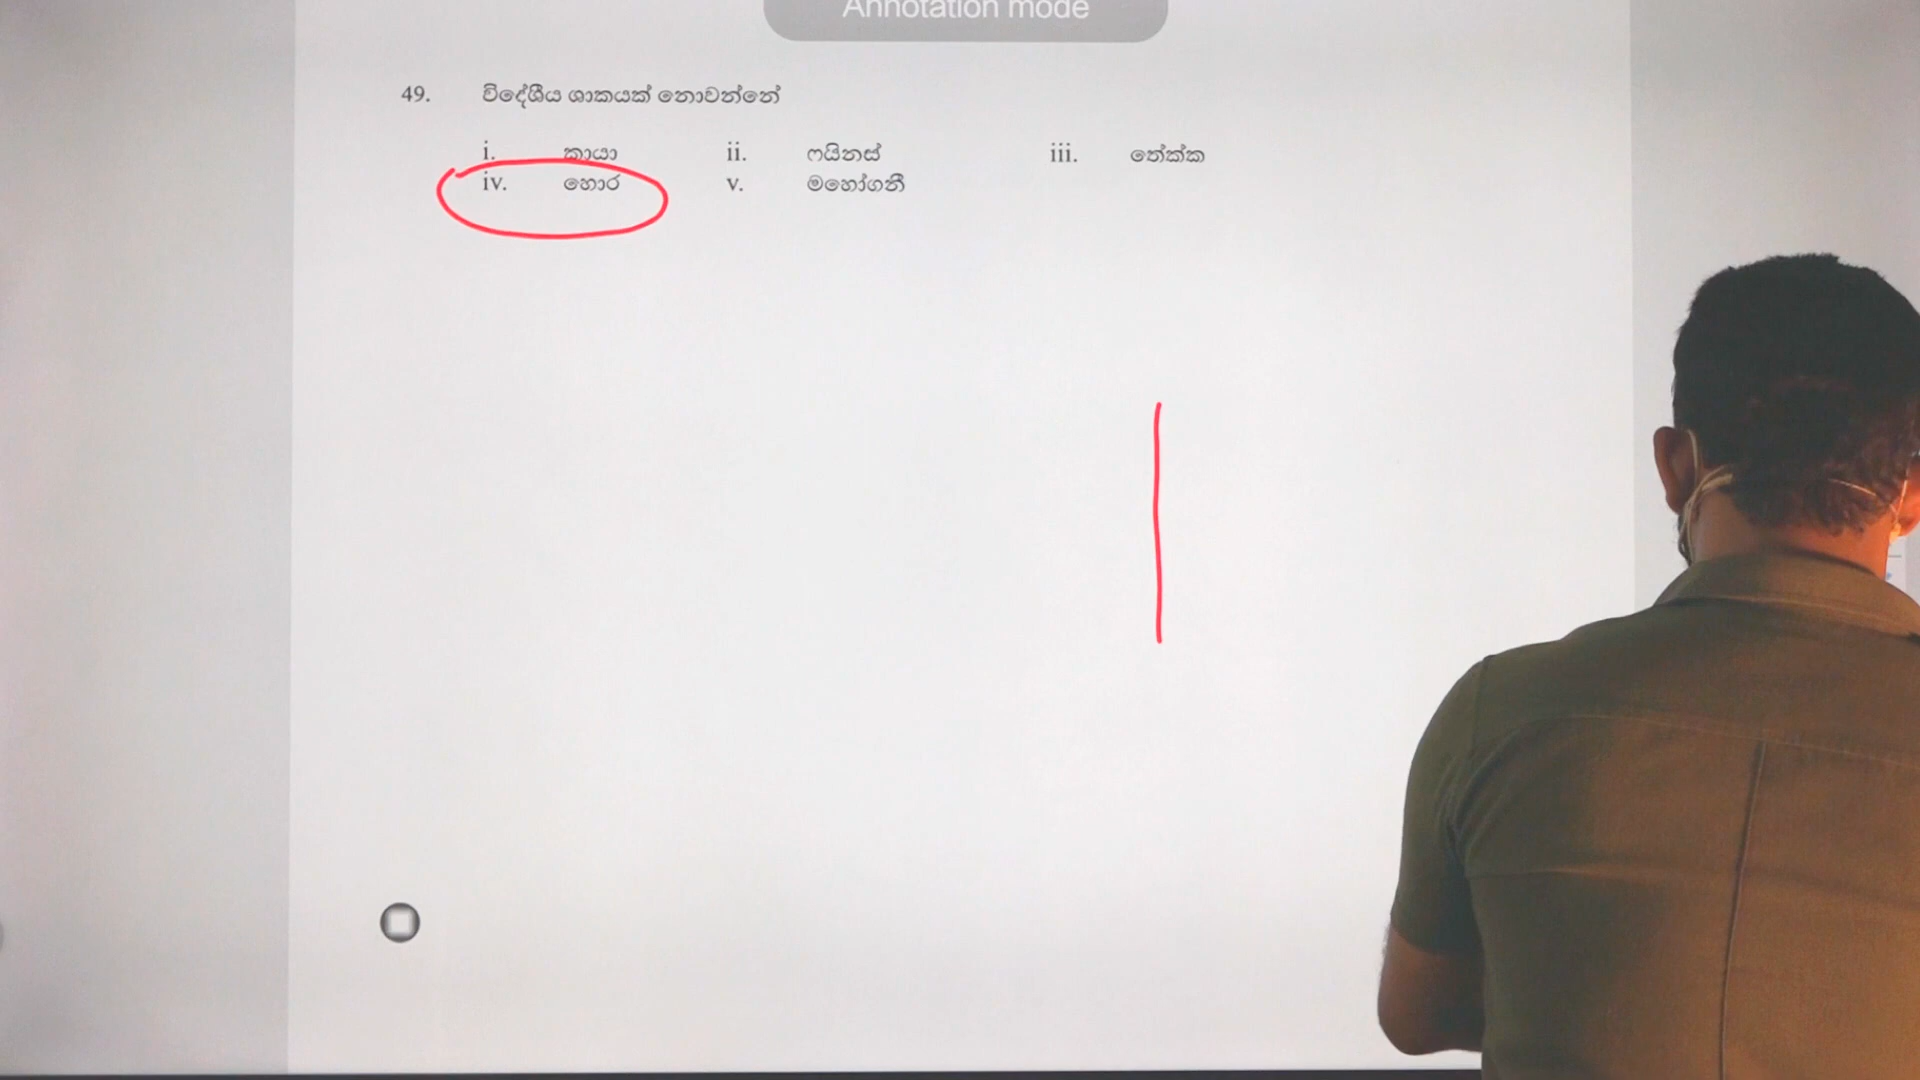 Annotation mode
49. විදේශීය ශාකයක් නොවන්නේ
i. කායා ii. ෆයිනස් iii. තේක්ක
iv. හොර v. මහෝගනී